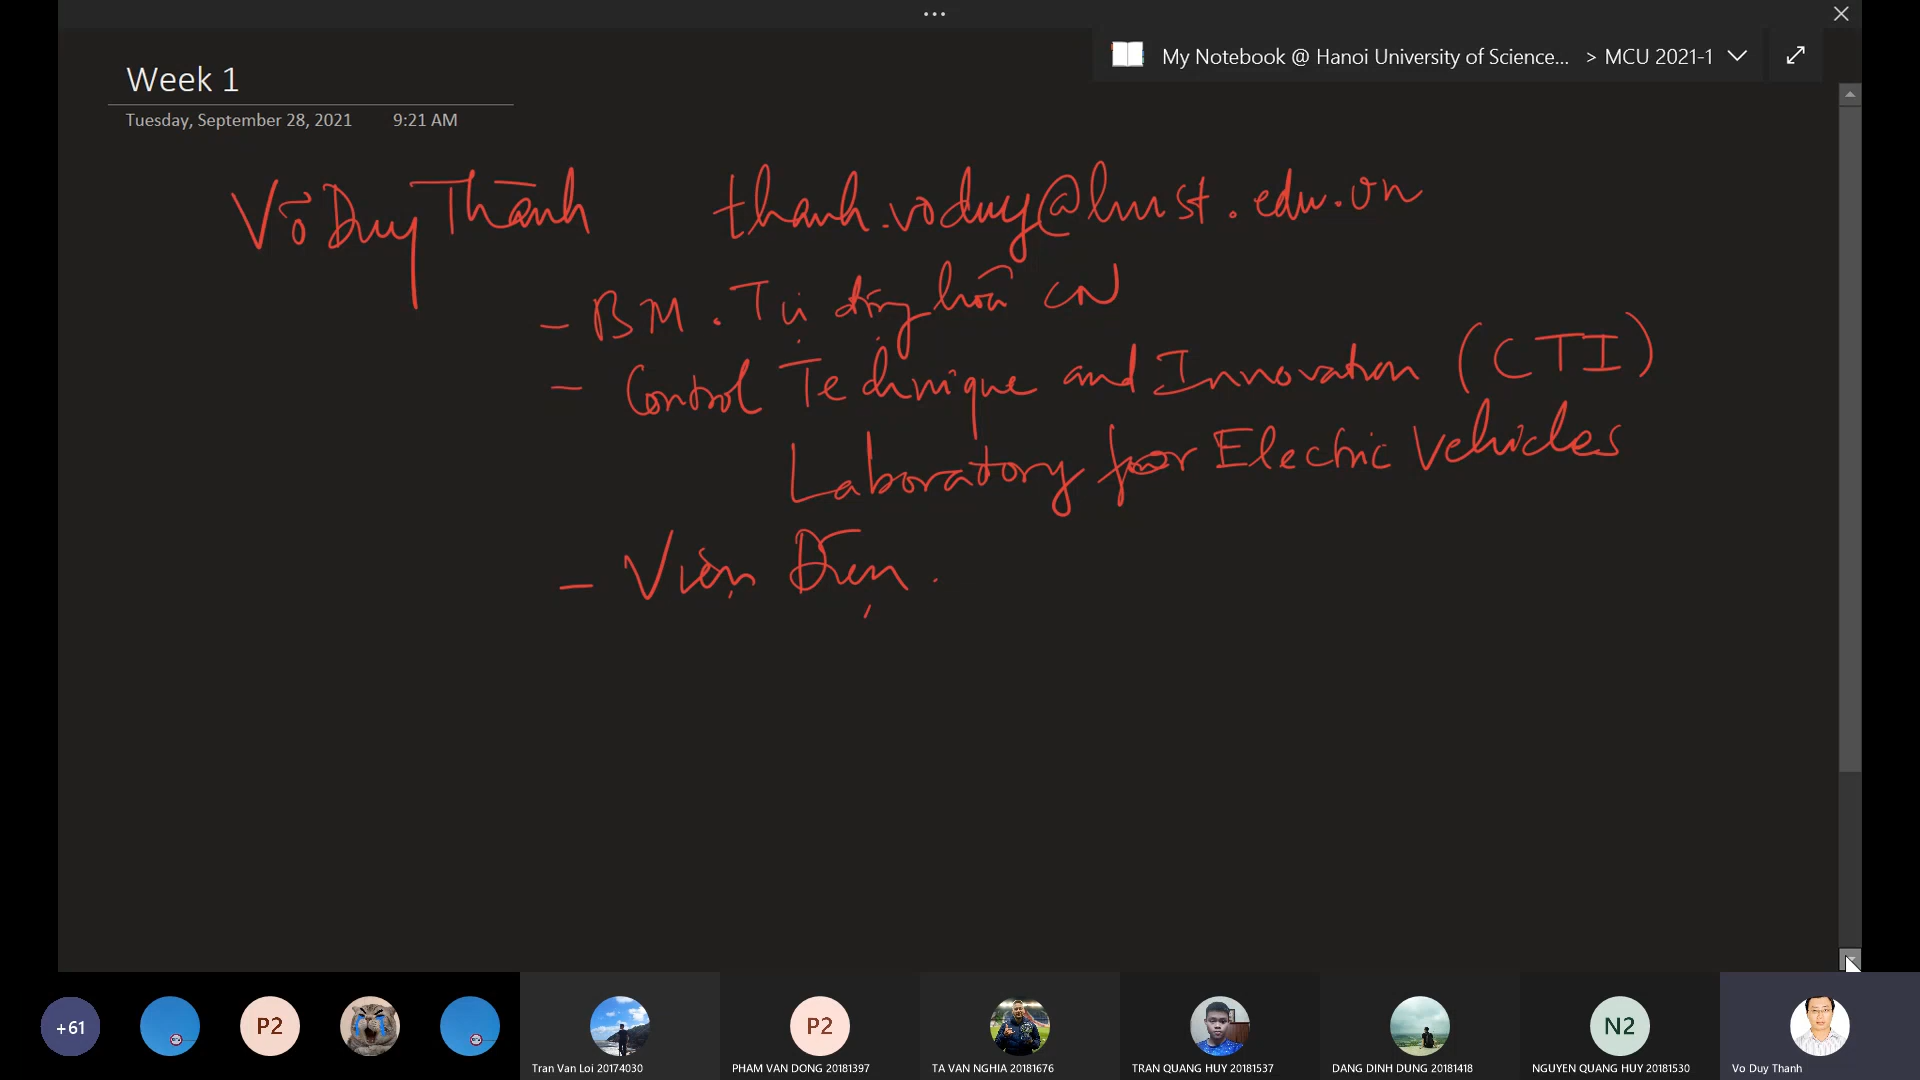 My Notebook @ Hanoi University of Science... > MCU 2021-1
Week 1
Tuesday, September 28, 2021 9:21 AM
Võ Duy Thành thanh.voduy@hust.edu.vn
- BM. Tự động hoá CN
- Control Technique and Innovation (CTI)
Laboratory for Electric Vehicles
- Viện Điện.
+61
P2
P2
N2
Tran Van Loi 20174030
PHAM VAN DONG 20181397
TA VAN NGHIA 20181676
TRAN QUANG HUY 20181537
DANG DINH DUNG 20181418
NGUYEN QUANG HUY 20181530
Vo Duy Thanh